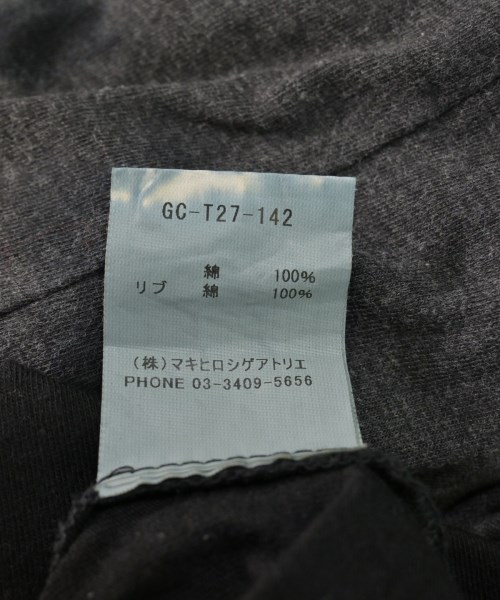 GC-T27-142
綿 100%
リブ 綿 100%
(株)マキヒロシゲアトリエ
PHONE 03-3409-5656